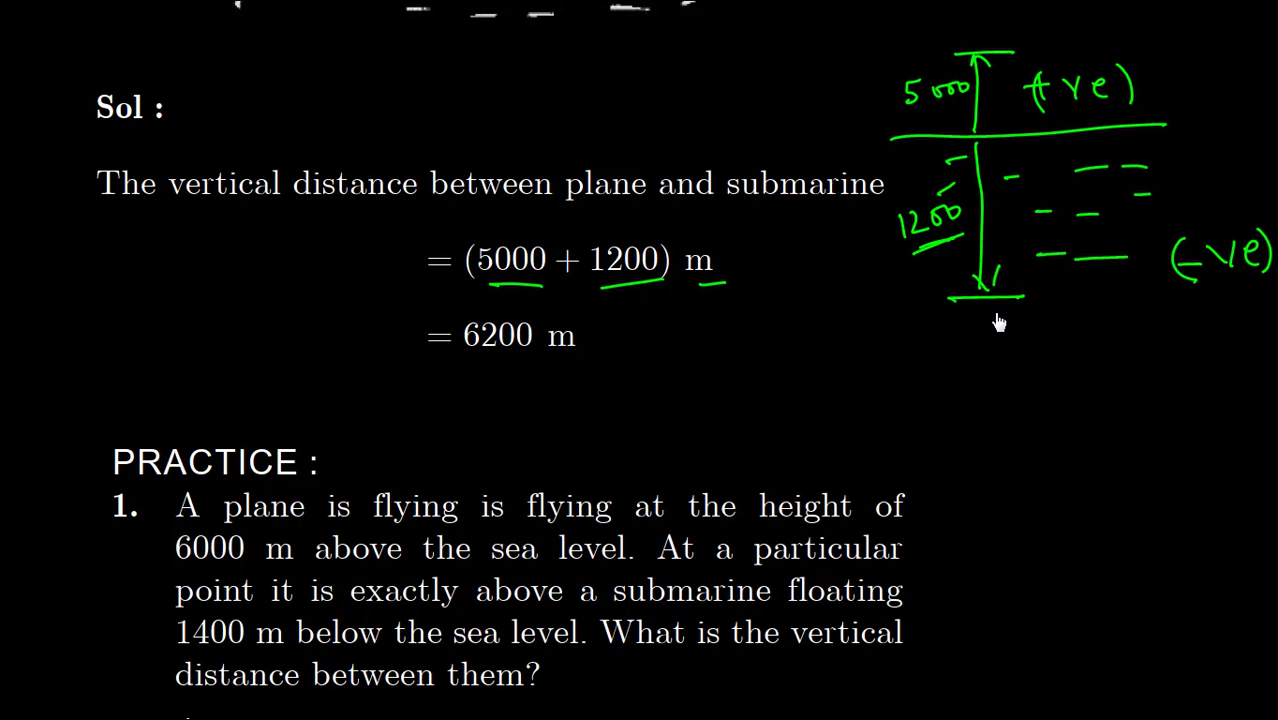 Sol :
5000 (+ve)
The vertical distance between plane and submarine
1200
= (5000 + 1200) m
(-ve)
= 6200 m
PRACTICE :
1. A plane is flying is flying at the height of
6000 m above the sea level. At a particular
point it is exactly above a submarine floating
1400 m below the sea level. What is the vertical
distance between them?